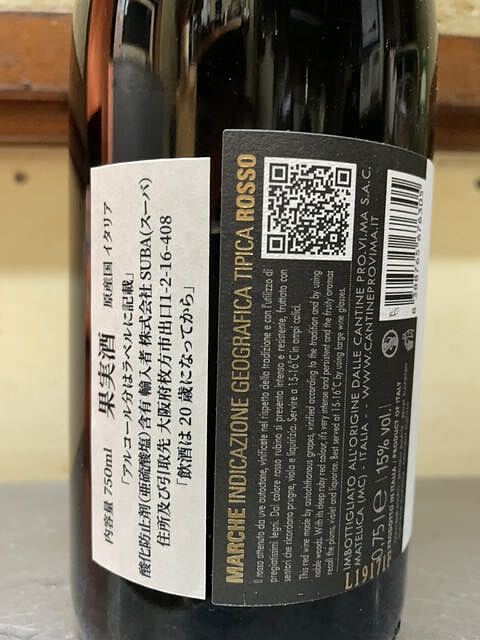 内容量 750ml 果実酒 原産国 イタリア
「アルコール分はラベルに記載」
酸化防止剤(亜硫酸塩)含有 輸入者 株式会社 SUBA(スーバ)
住所及び引取先 大阪府枚方市出口1-2-16-408
「飲酒は20歳になってから」
MARCHE INDICAZIONE GEOGRAFICA TIPICA ROSSO
Il rosso ottenuto da uve autoctone, vinificate nel rispetto della tradizione e con l'utilizzo di
pregiatissimi legni. Dal colore rosso rubino si presenta intenso e resistente, fruttato con
sentori che ricordano prugne, viola e liquirizia. Servire a 15-16°C in ampi calici.
This red wine made by autochthonous grapes, vinified according to the tradition and by using
noble woods. With its deep ruby red colour, it's very intense and persistent and the fruity aromas
recall the plums, violet and liquorice. Best served at 15-16°C by using large wine glasses.
IMBOTTIGLIATO ALL'ORIGINE DALLE CANTINE PRO.VI.MA S.A.C.
MATELICA (MC) - ITALIA - WWW.CANTINEPROVIMA.IT
0,75 l e 15% vol.
PRODUCT OF ITALY